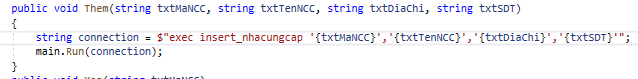 public void Them(string txtMaNCC, string txtTenNCC, string txtDiaChi, string txtSDT)
{
string connection = $"exec insert_nhacungcap '{txtMaNCC}','{txtTenNCC}','{txtDiaChi}','{txtSDT}'";
main.Run(connection);
}